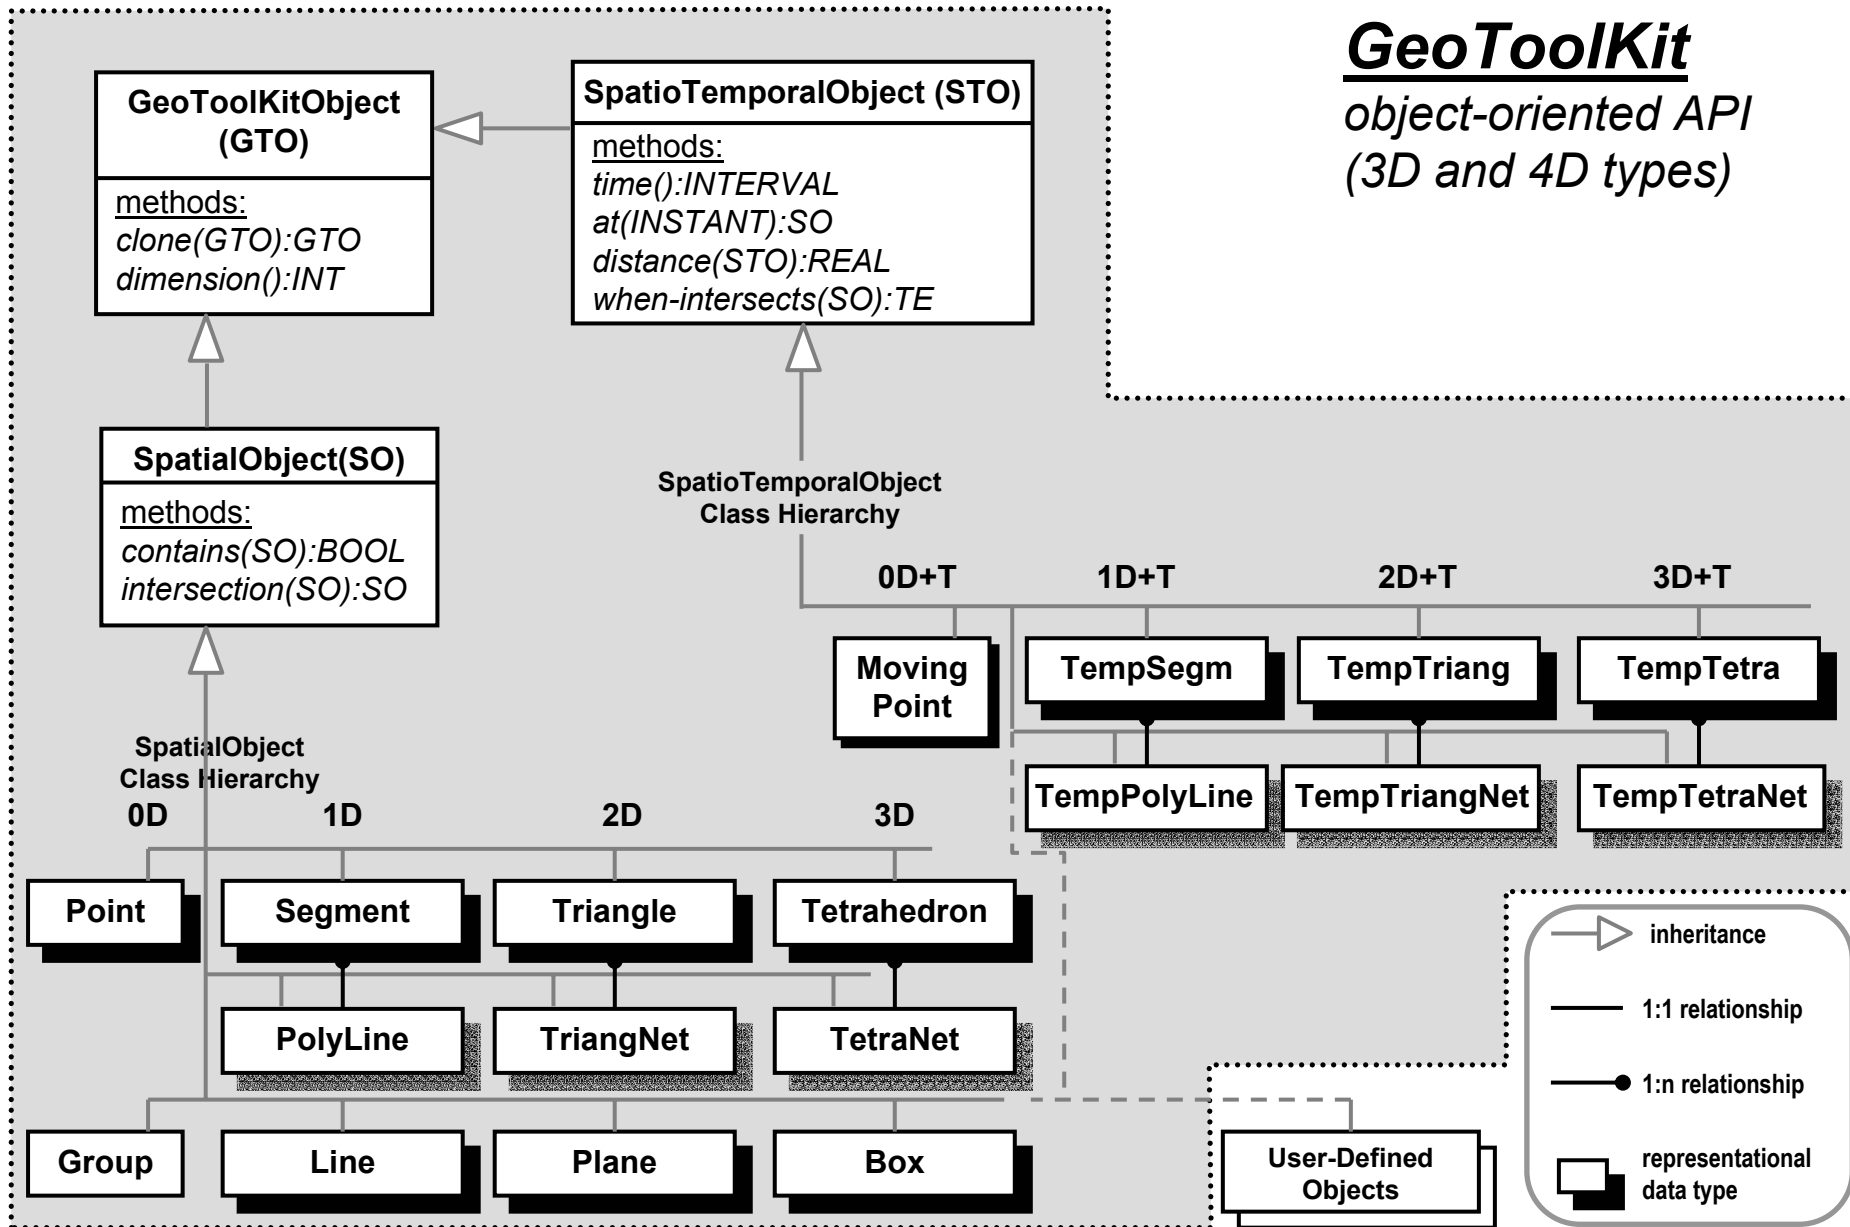 GeoToolKit
object-oriented API
(3D and 4D types)
GeoToolKitObject
(GTO)
methods:
clone(GTO):GTO
dimension():INT
SpatioTemporalObject (STO)
methods:
time():INTERVAL
at(INSTANT):SO
distance(STO):REAL
when-intersects(SO):TE
SpatialObject(SO)
methods:
contains(SO):BOOL
intersection(SO):SO
SpatioTemporalObject
Class Hierarchy
0D+T 1D+T 2D+T 3D+T
Moving
Point
TempSegm TempTriang TempTetra
TempPolyLine TempTriangNet TempTetraNet
SpatialObject
Class Hierarchy
0D 1D 2D 3D
Point Segment Triangle Tetrahedron
PolyLine TriangNet TetraNet
Group Line Plane Box
User-Defined
Objects
inheritance
1:1 relationship
1:n relationship
representational
data type